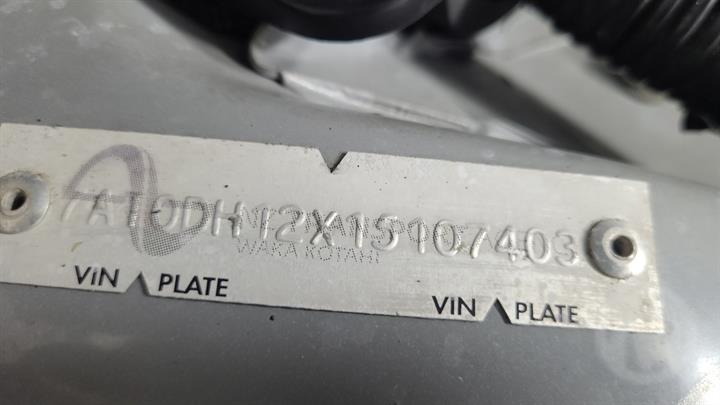 7AT0DH12X15107403
WAKA KOTAHI
VIN PLATE
VIN PLATE